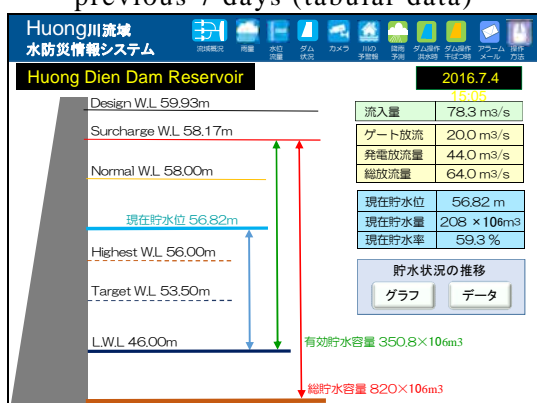 previous 7 days (tabular data)
Huong川流域
水防災情報システム
流域概況 雨量 水位流量 ダム状況 カメラ 川の予警報 降雨予測 ダム操作洪水時 ダム操作干ばつ時 アラームメール 操作方法
Huong Dien Dam Reservoir
2016.7.4
15:05
Design W.L 59.93m
流入量 78.3 m3/s
Surcharge W.L 58.17m
ゲート放流 20.0 m3/s
発電放流量 44.0 m3/s
Normal W.L 58.00m
総放流量 64.0 m3/s
現在貯水位 56.82 m
現在貯水位 56.82m
現在貯水量 208 ×106m3
現在貯水率 59.3 %
Highest W.L 56.00m
貯水状況の推移
Target W.L 53.50m
グラフ データ
L.W.L 46.00m
有効貯水容量 350.8×106m3
総貯水容量 820×106m3